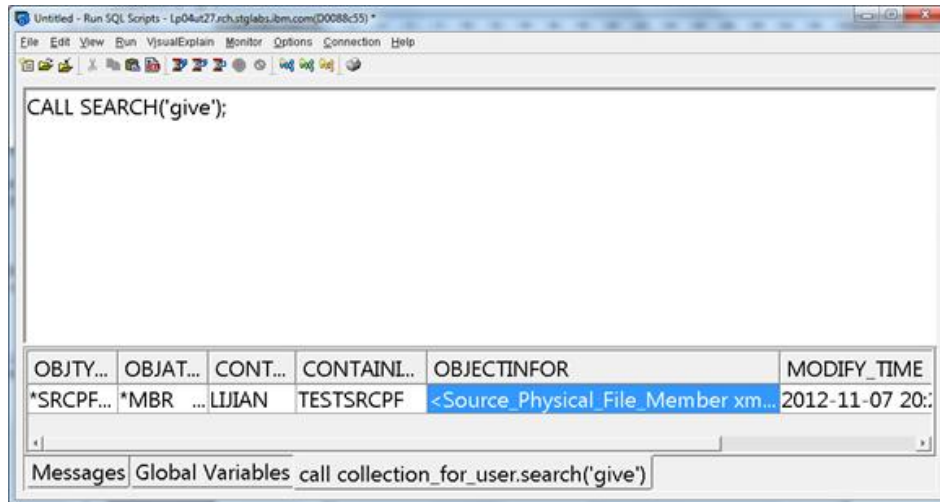 Untitled - Run SQL Scripts - Lp04ut27.rch.stglabs.ibm.com(D0088c55) *
File Edit View Run VisualExplain Monitor Options Connection Help
CALL SEARCH('give');
OBJTY... OBJAT... CONT... CONTAINI... OBJECTINFOR MODIFY_TIME
*SRCPF... *MBR ... LIJIAN TESTSRCPF <Source_Physical_File_Member xm... 2012-11-07 20:2
Messages Global Variables call collection_for_user.search('give')